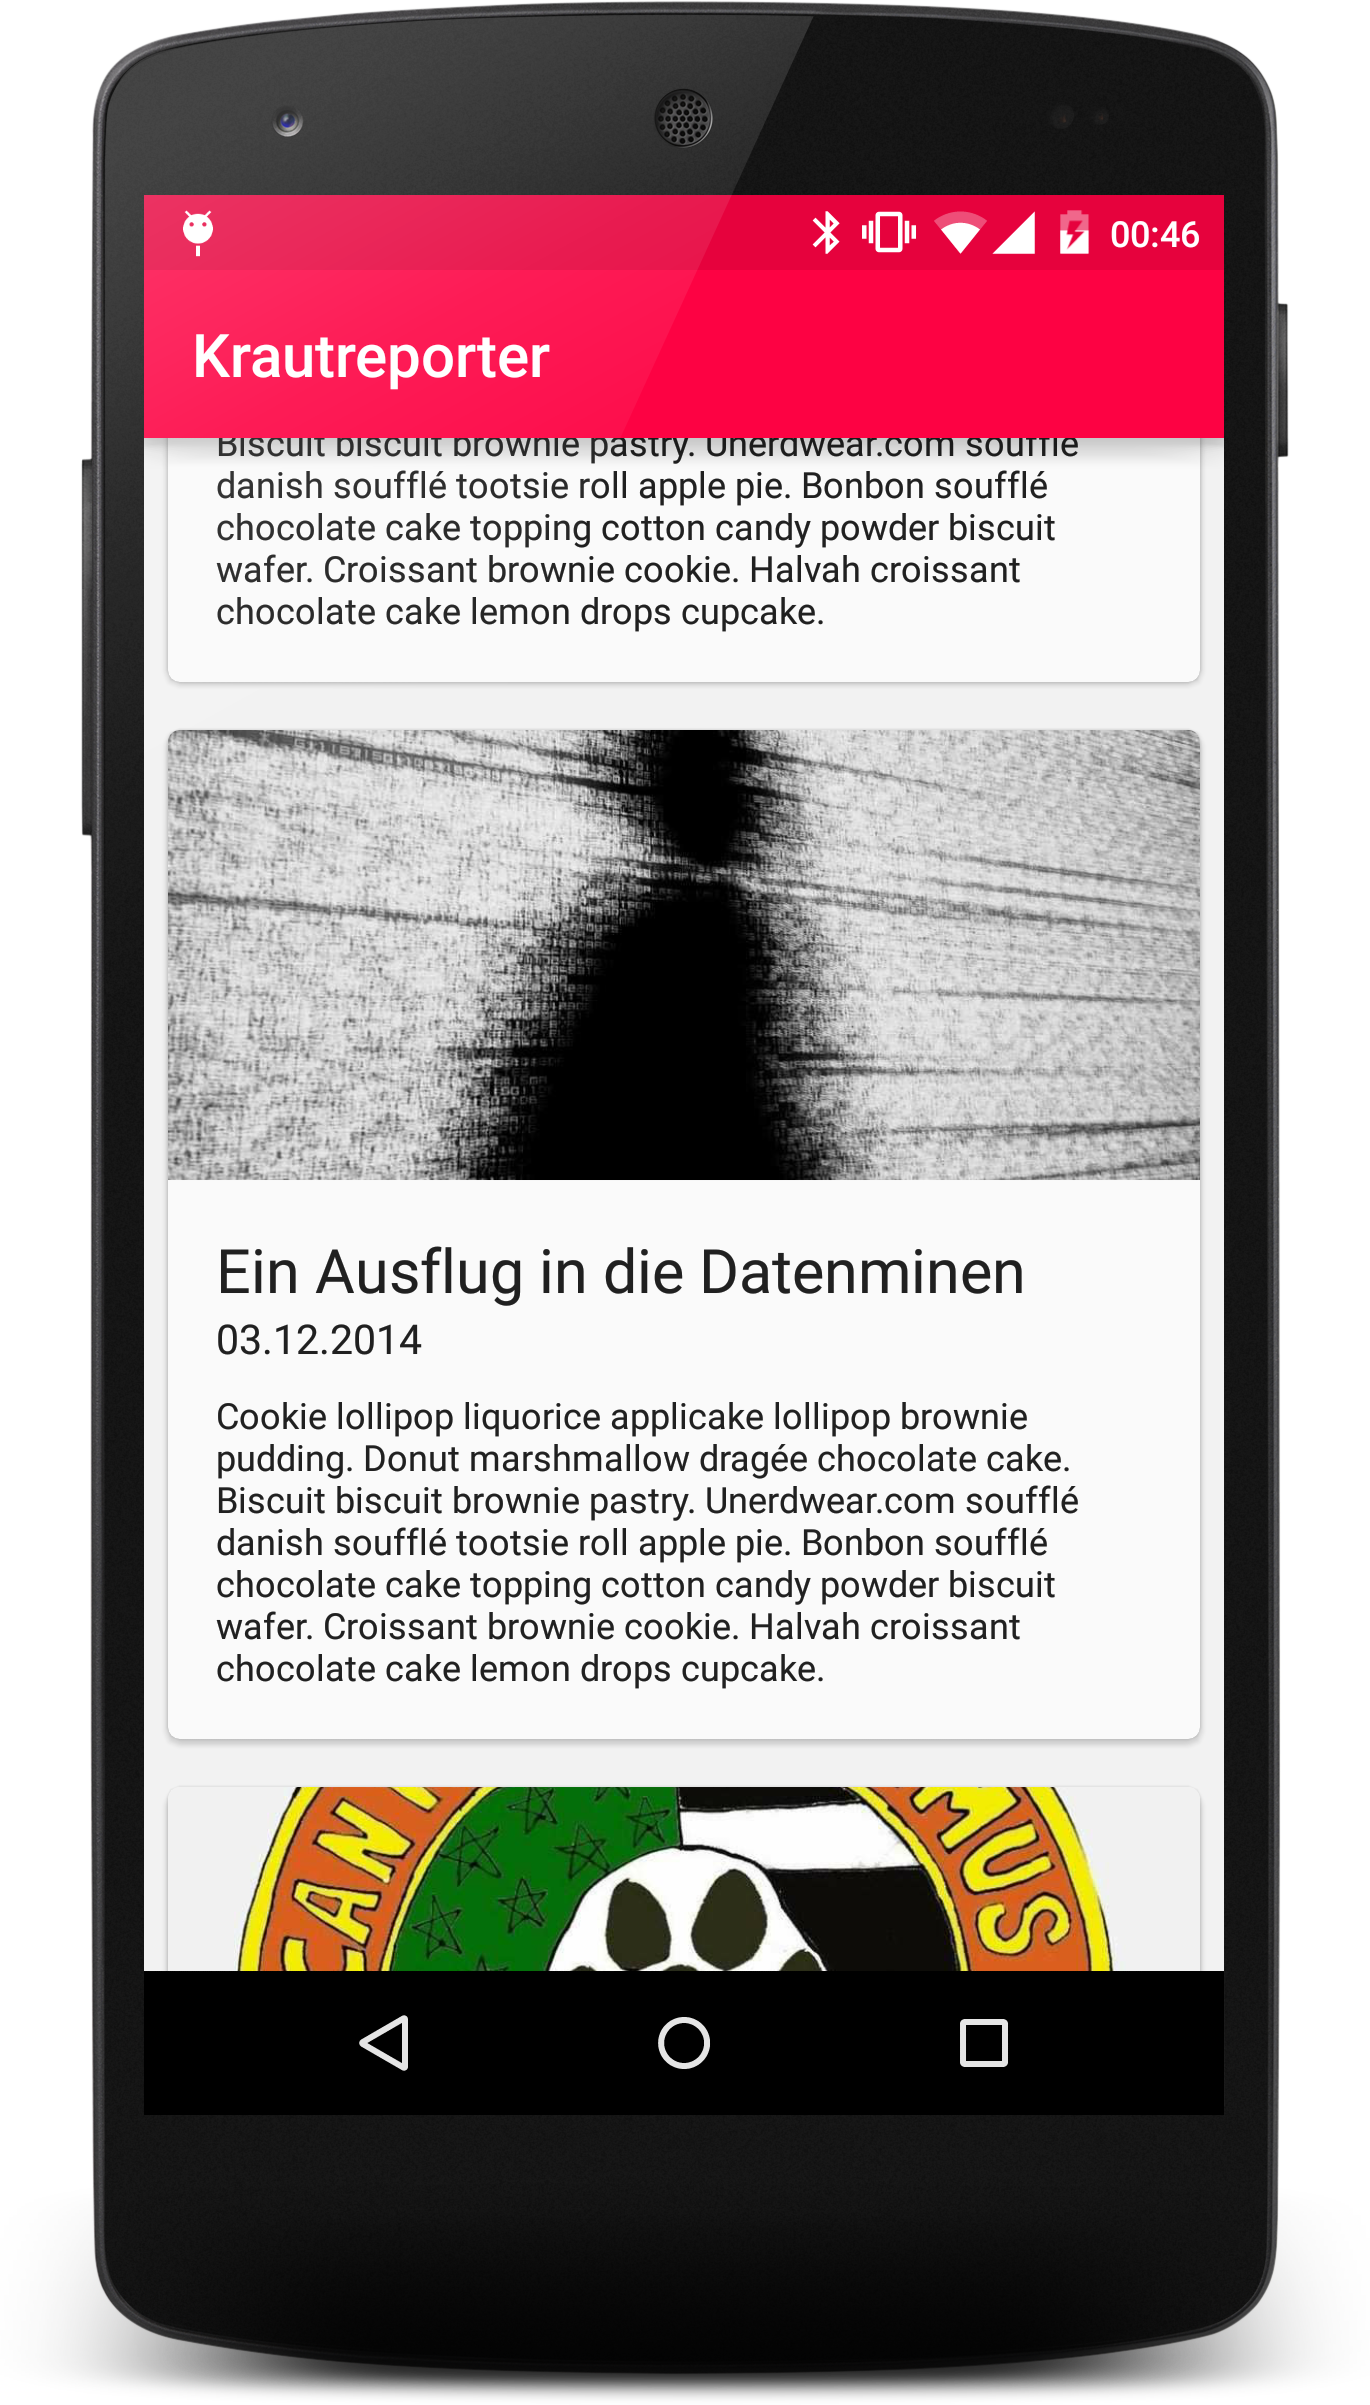 00:46
Krautreporter
Biscuit biscuit brownie pastry. Unerdwear.com soufflé
danish soufflé tootsie roll apple pie. Bonbon soufflé
chocolate cake topping cotton candy powder biscuit
wafer. Croissant brownie cookie. Halvah croissant
chocolate cake lemon drops cupcake.
Ein Ausflug in die Datenminen
03.12.2014
Cookie lollipop liquorice applicake lollipop brownie
pudding. Donut marshmallow dragée chocolate cake.
Biscuit biscuit brownie pastry. Unerdwear.com soufflé
danish soufflé tootsie roll apple pie. Bonbon soufflé
chocolate cake topping cotton candy powder biscuit
wafer. Croissant brownie cookie. Halvah croissant
chocolate cake lemon drops cupcake.
CAN
MUS